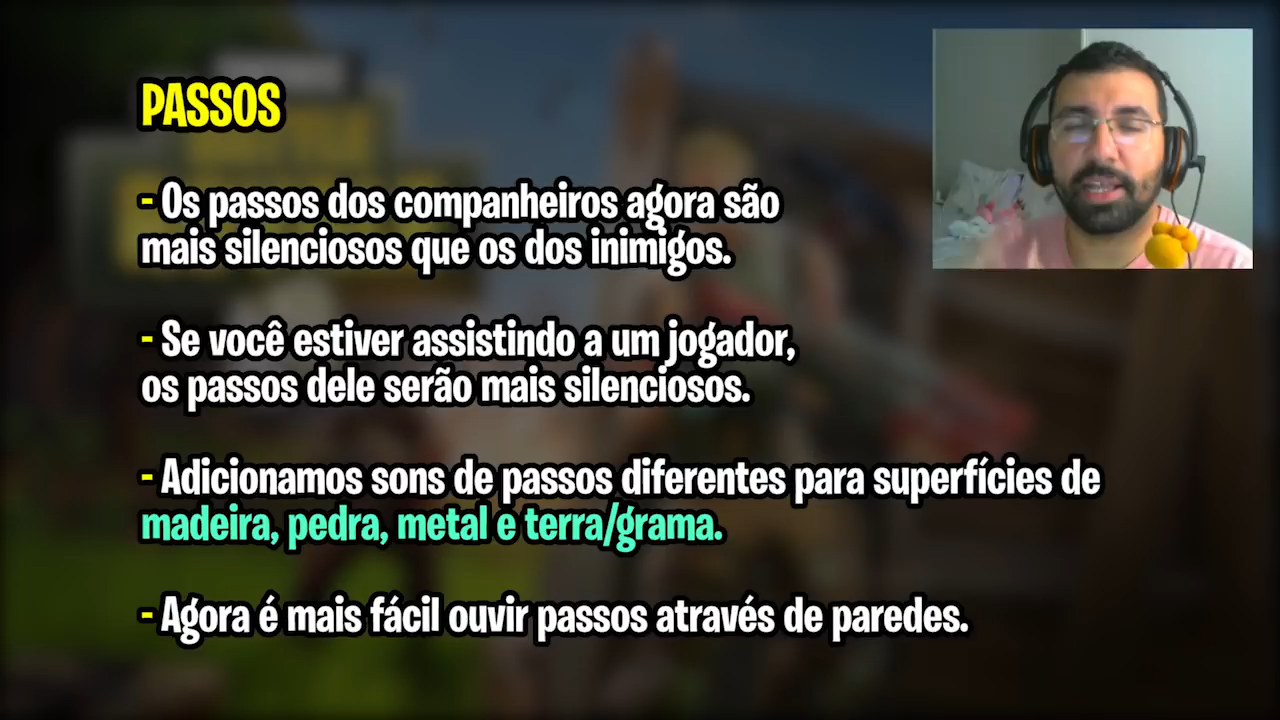 PASSOS
- Os passos dos companheiros agora são
mais silenciosos que os dos inimigos.
- Se você estiver assistindo a um jogador,
os passos dele serão mais silenciosos.
- Adicionamos sons de passos diferentes para superfícies de
madeira, pedra, metal e terra/grama.
- Agora é mais fácil ouvir passos através de paredes.